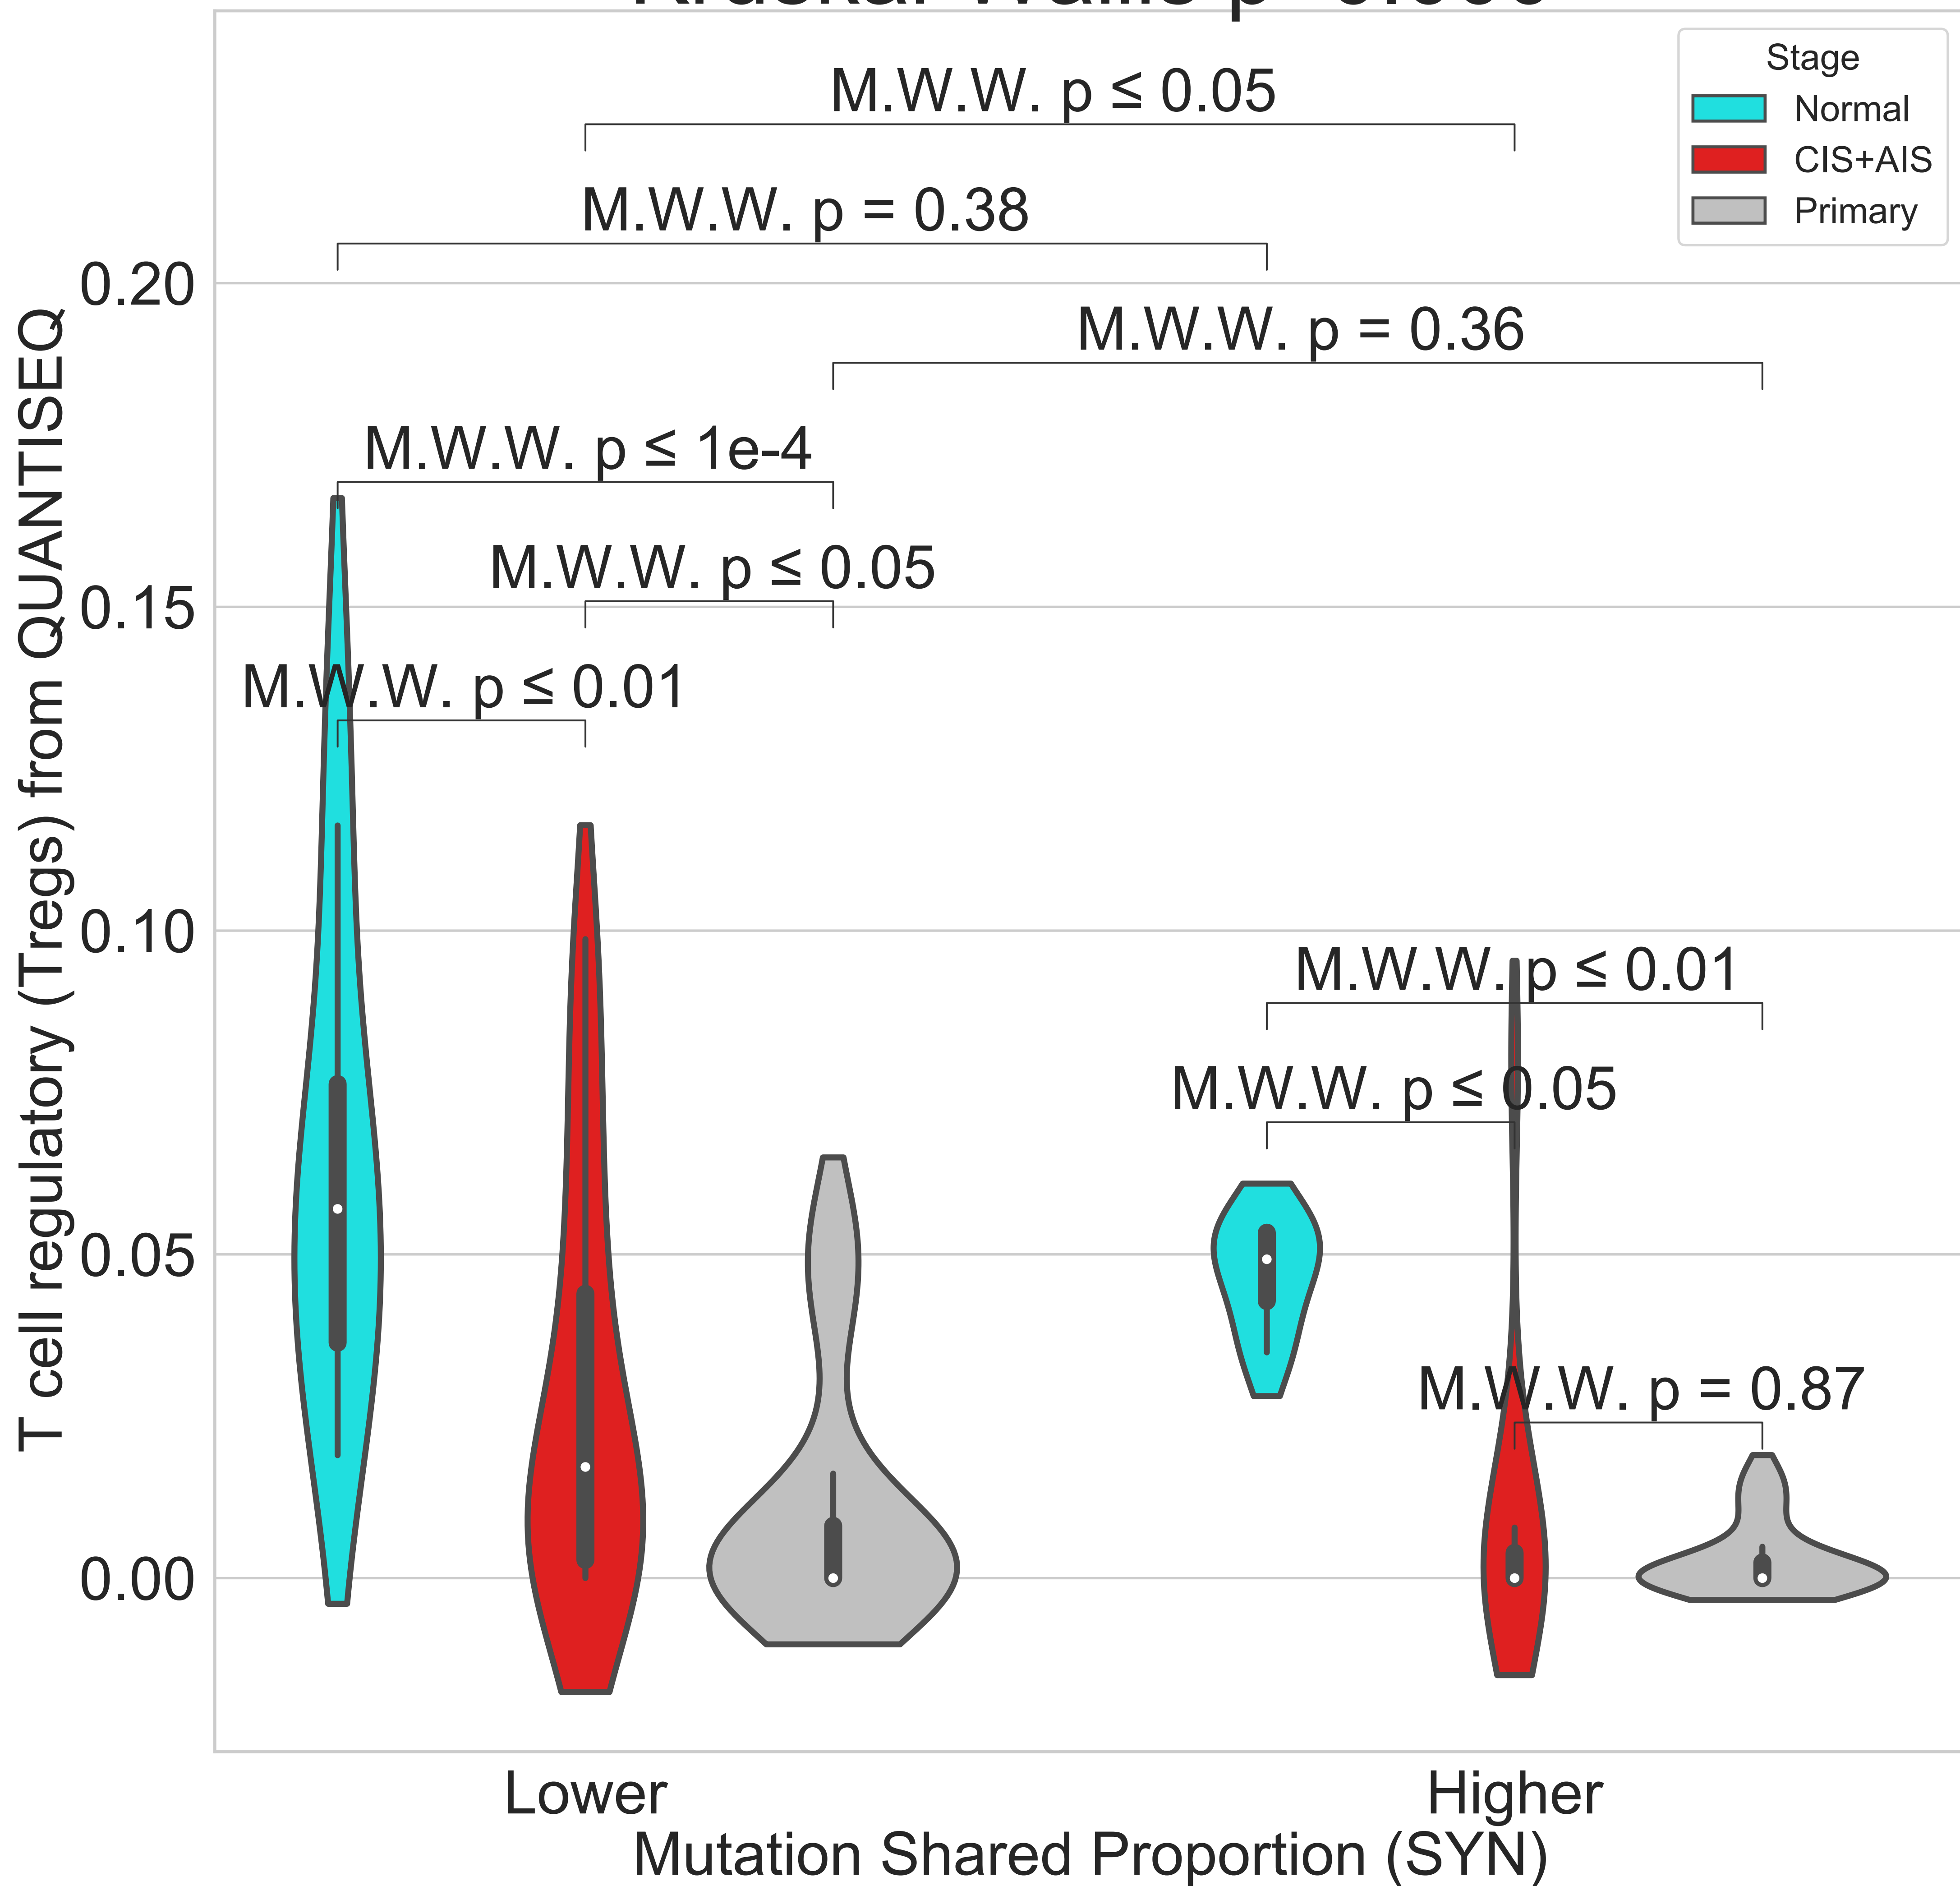 Stage
Normal
CIS+AIS
Primary
M.W.W. p ≤ 0.05
M.W.W. p = 0.38
M.W.W. p = 0.36
M.W.W. p ≤ 1e-4
M.W.W. p ≤ 0.05
M.W.W. p ≤ 0.01
M.W.W. p ≤ 0.01
M.W.W. p ≤ 0.05
M.W.W. p = 0.87
T cell regulatory (Tregs) from QUANTISEQ
0.20
0.15
0.10
0.05
0.00
Lower
Higher
Mutation Shared Proportion (SYN)